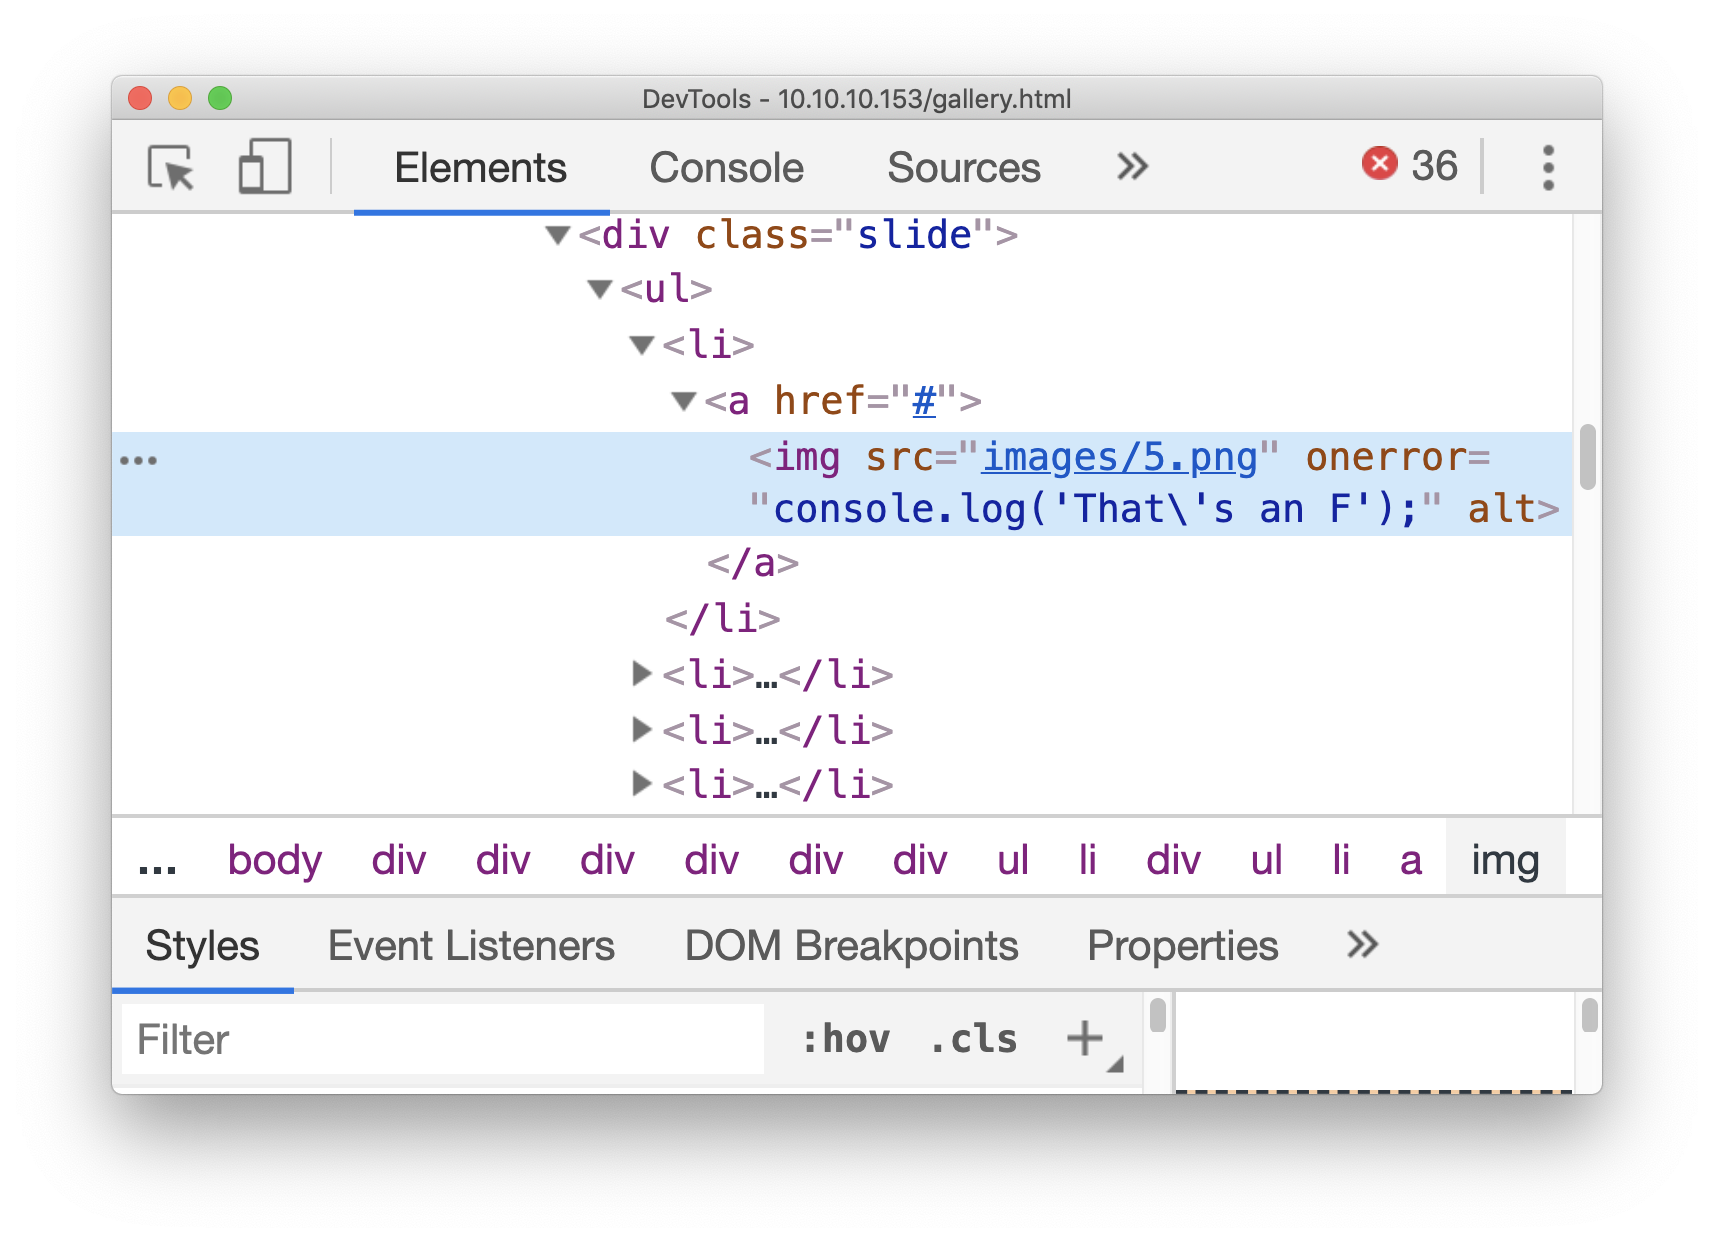 DevTools - 10.10.10.153/gallery.html
Elements Console Sources » 36
▼<div class="slide">
▼<ul>
▼<li>
▼<a href="#">
<img src="images/5.png" onerror=
"console.log('That\'s an F');" alt>
</a>
</li>
▶<li>…</li>
▶<li>…</li>
▶<li>…</li>
... body div div div div div div ul li div ul li a img
Styles Event Listeners DOM Breakpoints Properties »
Filter :hov .cls +